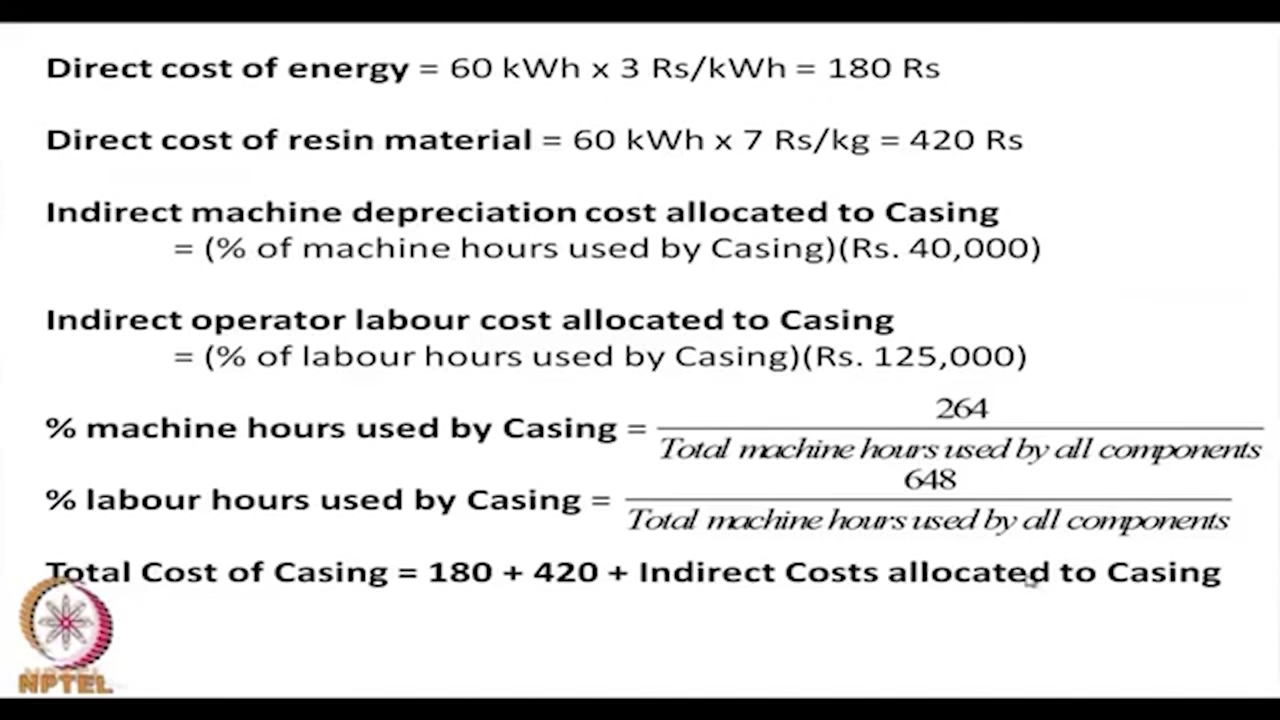 Direct cost of energy = 60 kWh x 3 Rs/kWh = 180 Rs
Direct cost of resin material = 60 kWh x 7 Rs/kg = 420 Rs
Indirect machine depreciation cost allocated to Casing
= (% of machine hours used by Casing)(Rs. 40,000)
Indirect operator labour cost allocated to Casing
= (% of labour hours used by Casing)(Rs. 125,000)
% machine hours used by Casing = 264
Total machine hours used by all components
% labour hours used by Casing = 648
Total machine hours used by all components
Total Cost of Casing = 180 + 420 + Indirect Costs allocated to Casing
NPTEL